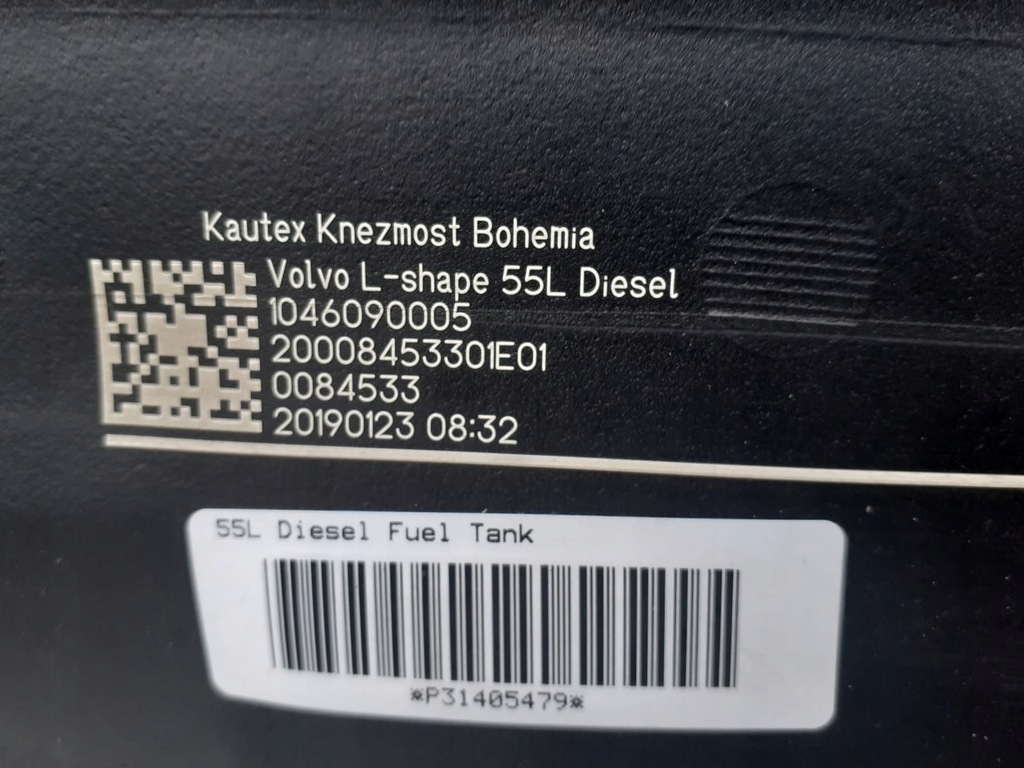 Kautex Knezmost Bohemia
Volvo L-shape 55L Diesel
1046090005
20008453301E01
0084533
20190123 08:32
55L Diesel Fuel Tank
*P31405479*